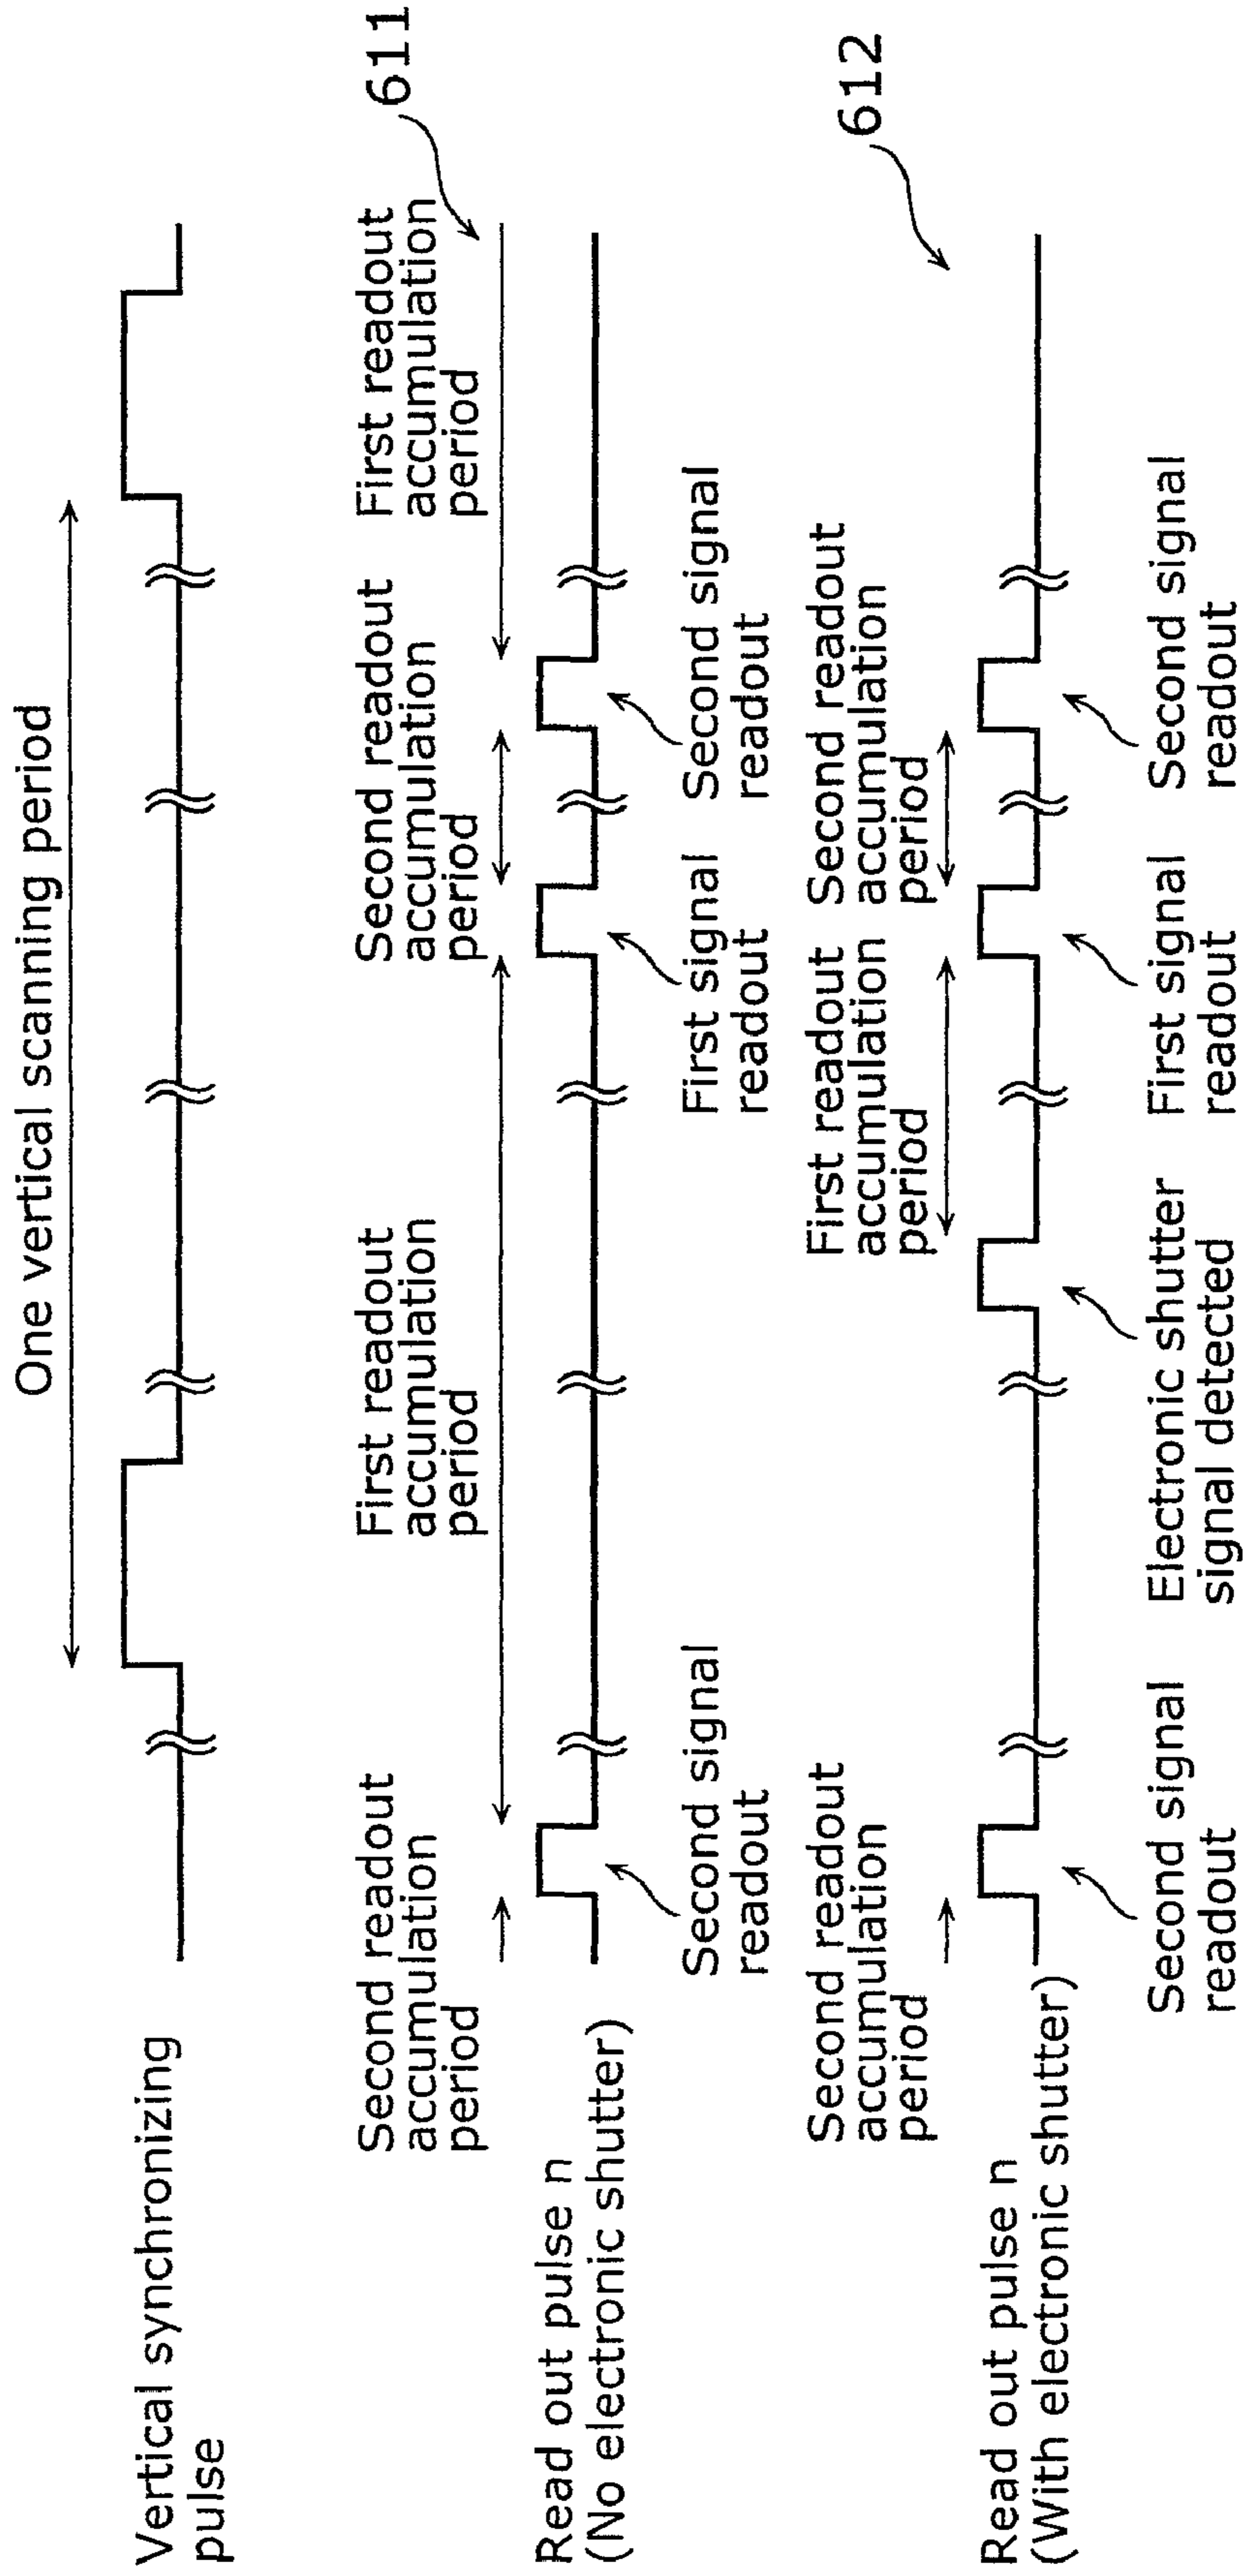 One vertical scanning period
Vertical synchronizing
pulse
611
Second readout
accumulation
period
First readout
accumulation
period
Second readout
accumulation
period
First readout
accumulation
period
Read out pulse n
(No electronic shutter)
Second signal
readout
First signal
readout
Second signal
readout
612
Second readout
accumulation
period
First readout
accumulation
period
Second readout
accumulation
period
Read out pulse n
(With electronic shutter)
Second signal
readout
Electronic shutter
signal detected
First signal
readout
Second signal
readout